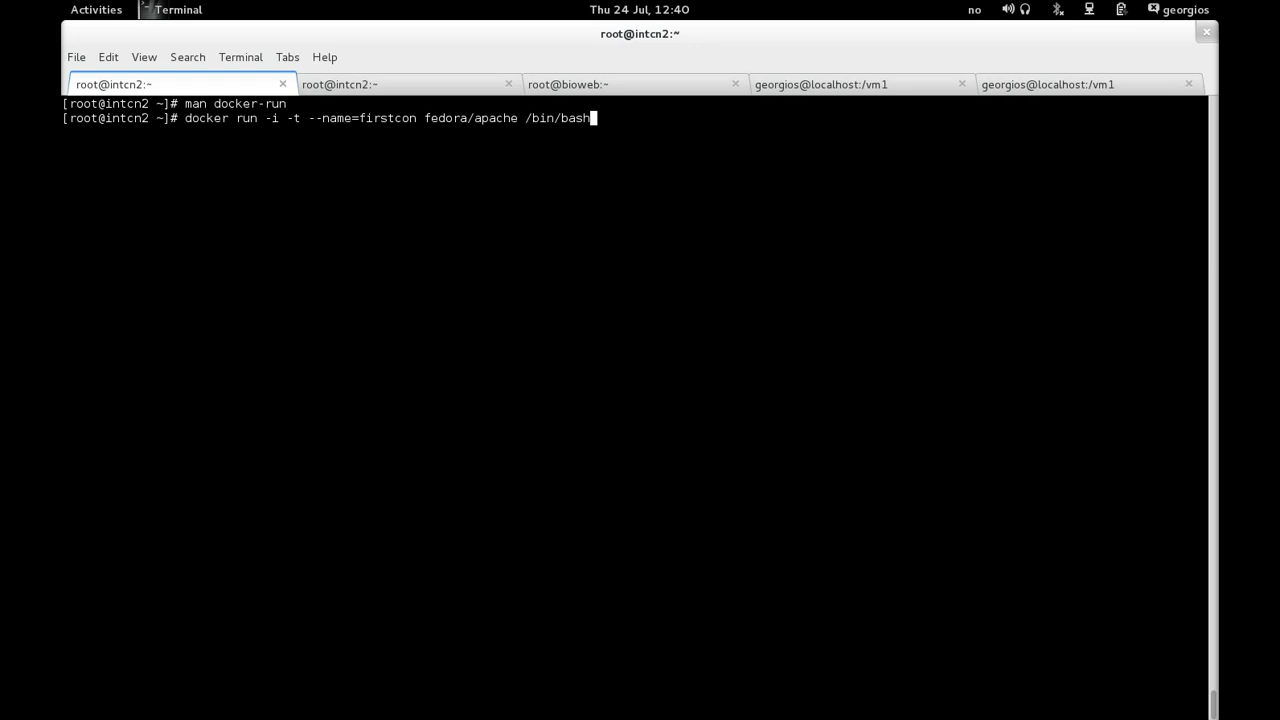 Activities Terminal Thu 24 Jul, 12:40 no georgios
root@intcn2:~
File Edit View Search Terminal Tabs Help
root@intcn2:~ root@intcn2:~ root@bioweb:~ georgios@localhost:/vm1 georgios@localhost:/vm1
[root@intcn2 ~]# man docker-run
[root@intcn2 ~]# docker run -i -t --name=firstcon fedora/apache /bin/bash